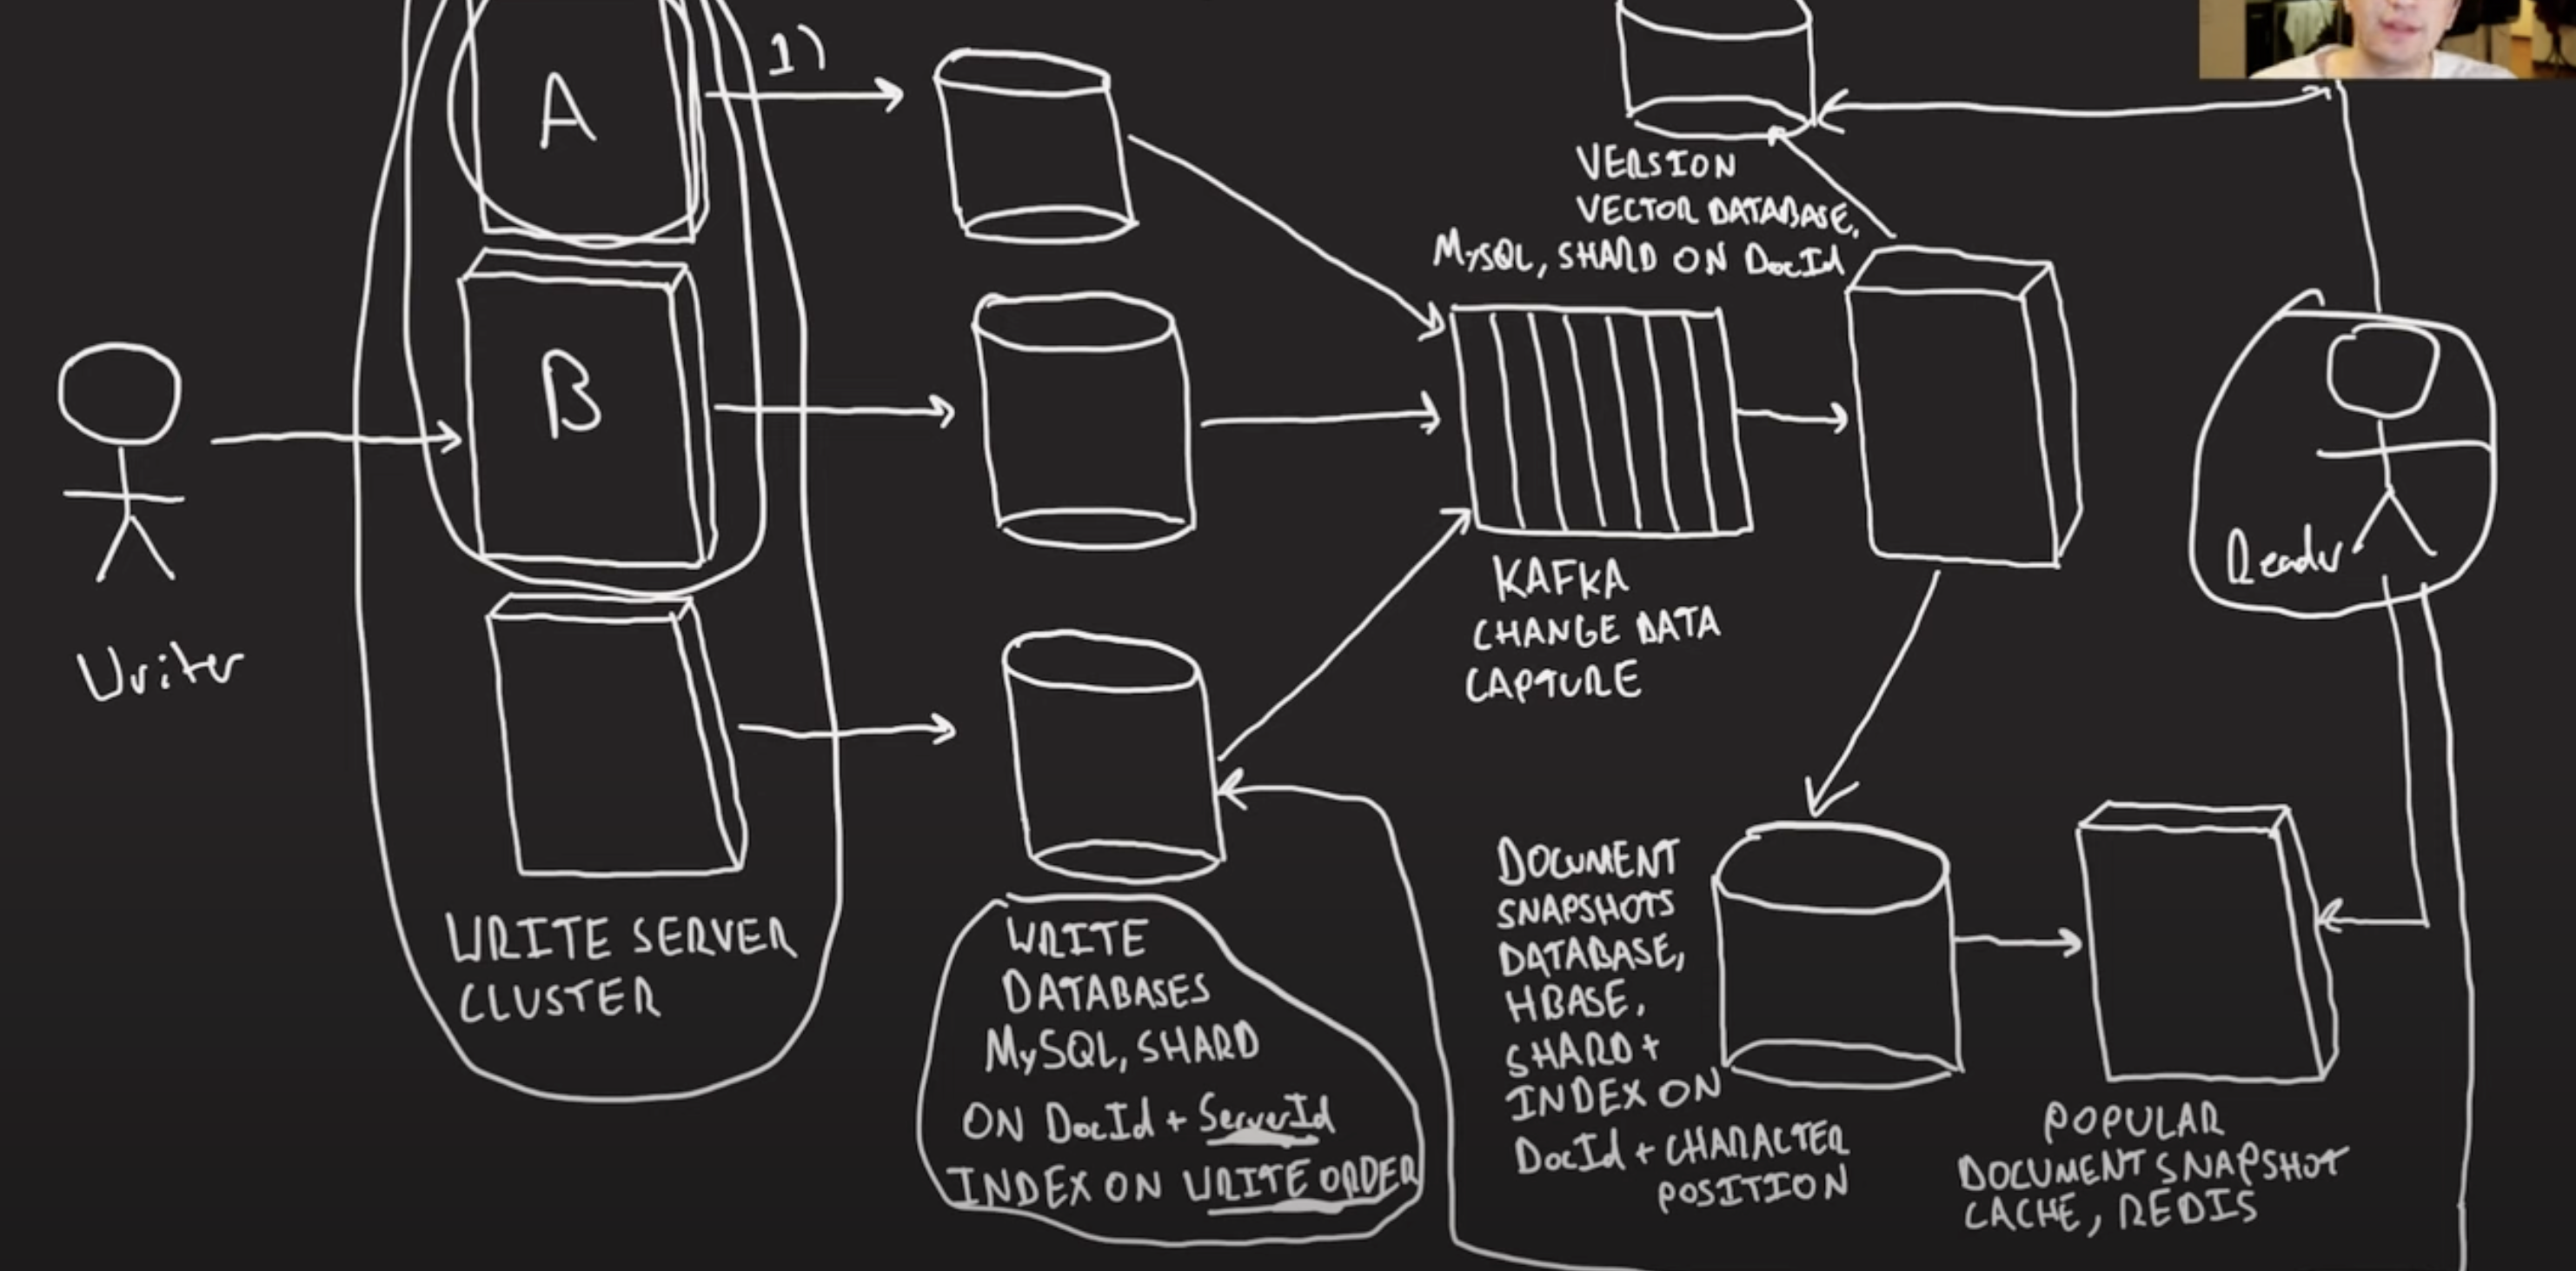 A
1)
B
Writer
WRITE SERVER
CLUSTER
WRITE
DATABASES
MySQL, SHARD
ON DocId + ServerId
INDEX ON WRITE ORDER
VERSION
VECTOR DATABASE,
MySQL, SHARD ON DocId
KAFKA
CHANGE DATA
CAPTURE
Reader
DOCUMENT
SNAPSHOTS
DATABASE,
HBASE,
SHARD +
INDEX ON
DocId + CHARACTER
POSITION
POPULAR
DOCUMENT SNAPSHOT
CACHE, REDIS